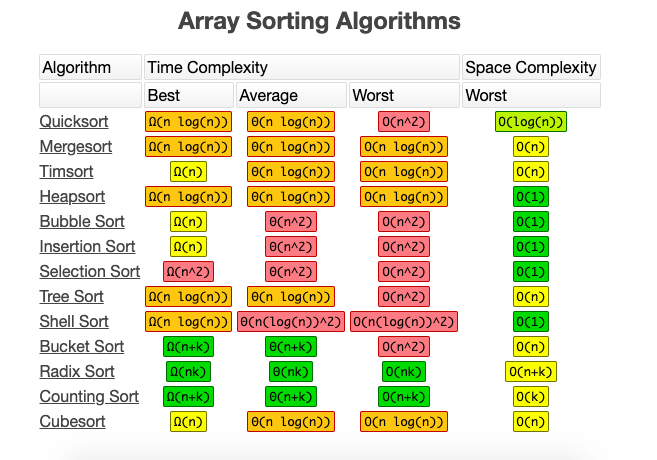 Array Sorting Algorithms
Algorithm Time Complexity Space Complexity
Best Average Worst Worst
Quicksort Ω(n log(n)) Θ(n log(n)) O(n^2) O(log(n))
Mergesort Ω(n log(n)) Θ(n log(n)) O(n log(n)) O(n)
Timsort Ω(n) Θ(n log(n)) O(n log(n)) O(n)
Heapsort Ω(n log(n)) Θ(n log(n)) O(n log(n)) O(1)
Bubble Sort Ω(n) Θ(n^2) O(n^2) O(1)
Insertion Sort Ω(n) Θ(n^2) O(n^2) O(1)
Selection Sort Ω(n^2) Θ(n^2) O(n^2) O(1)
Tree Sort Ω(n log(n)) Θ(n log(n)) O(n^2) O(n)
Shell Sort Ω(n log(n)) Θ(n(log(n))^2) O(n(log(n))^2) O(1)
Bucket Sort Ω(n+k) Θ(n+k) O(n^2) O(n)
Radix Sort Ω(nk) Θ(nk) O(nk) O(n+k)
Counting Sort Ω(n+k) Θ(n+k) O(n+k) O(k)
Cubesort Ω(n) Θ(n log(n)) O(n log(n)) O(n)